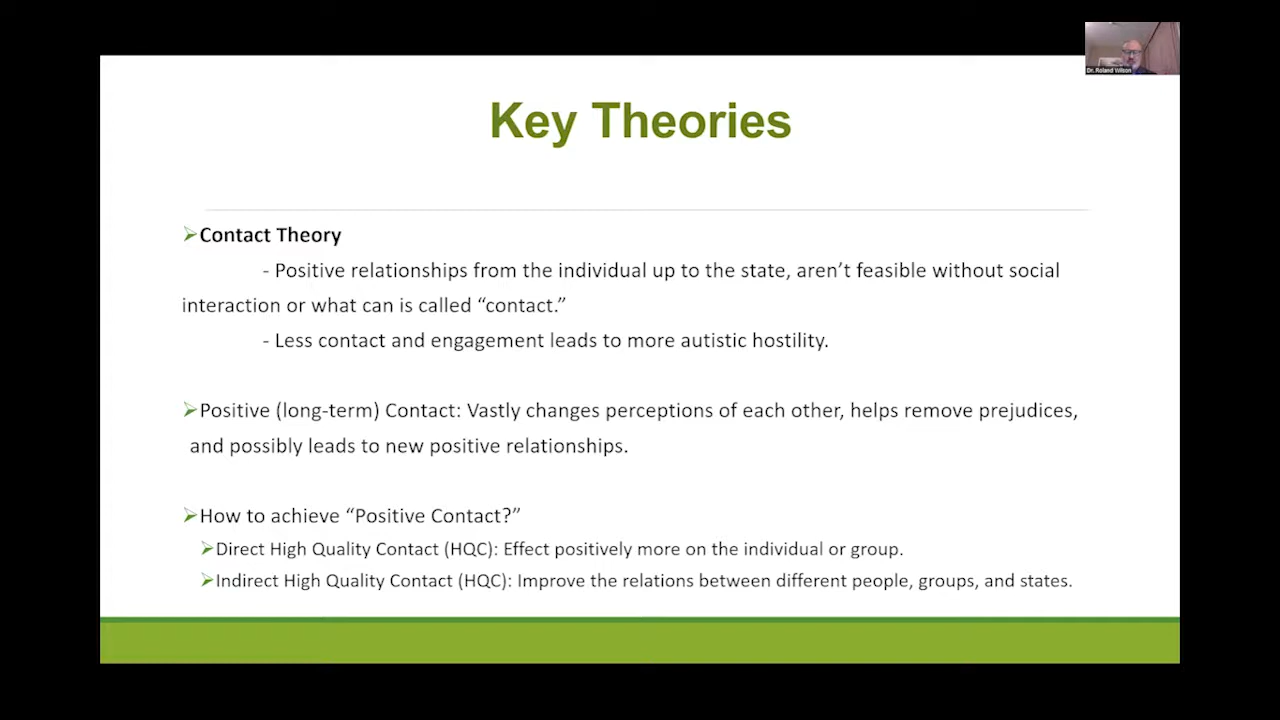 Dr. Roland Wilson
Key Theories
➢Contact Theory
- Positive relationships from the individual up to the state, aren’t feasible without social
interaction or what can is called “contact.”
- Less contact and engagement leads to more autistic hostility.
➢Positive (long-term) Contact: Vastly changes perceptions of each other, helps remove prejudices,
and possibly leads to new positive relationships.
➢How to achieve “Positive Contact?”
➢Direct High Quality Contact (HQC): Effect positively more on the individual or group.
➢Indirect High Quality Contact (HQC): Improve the relations between different people, groups, and states.